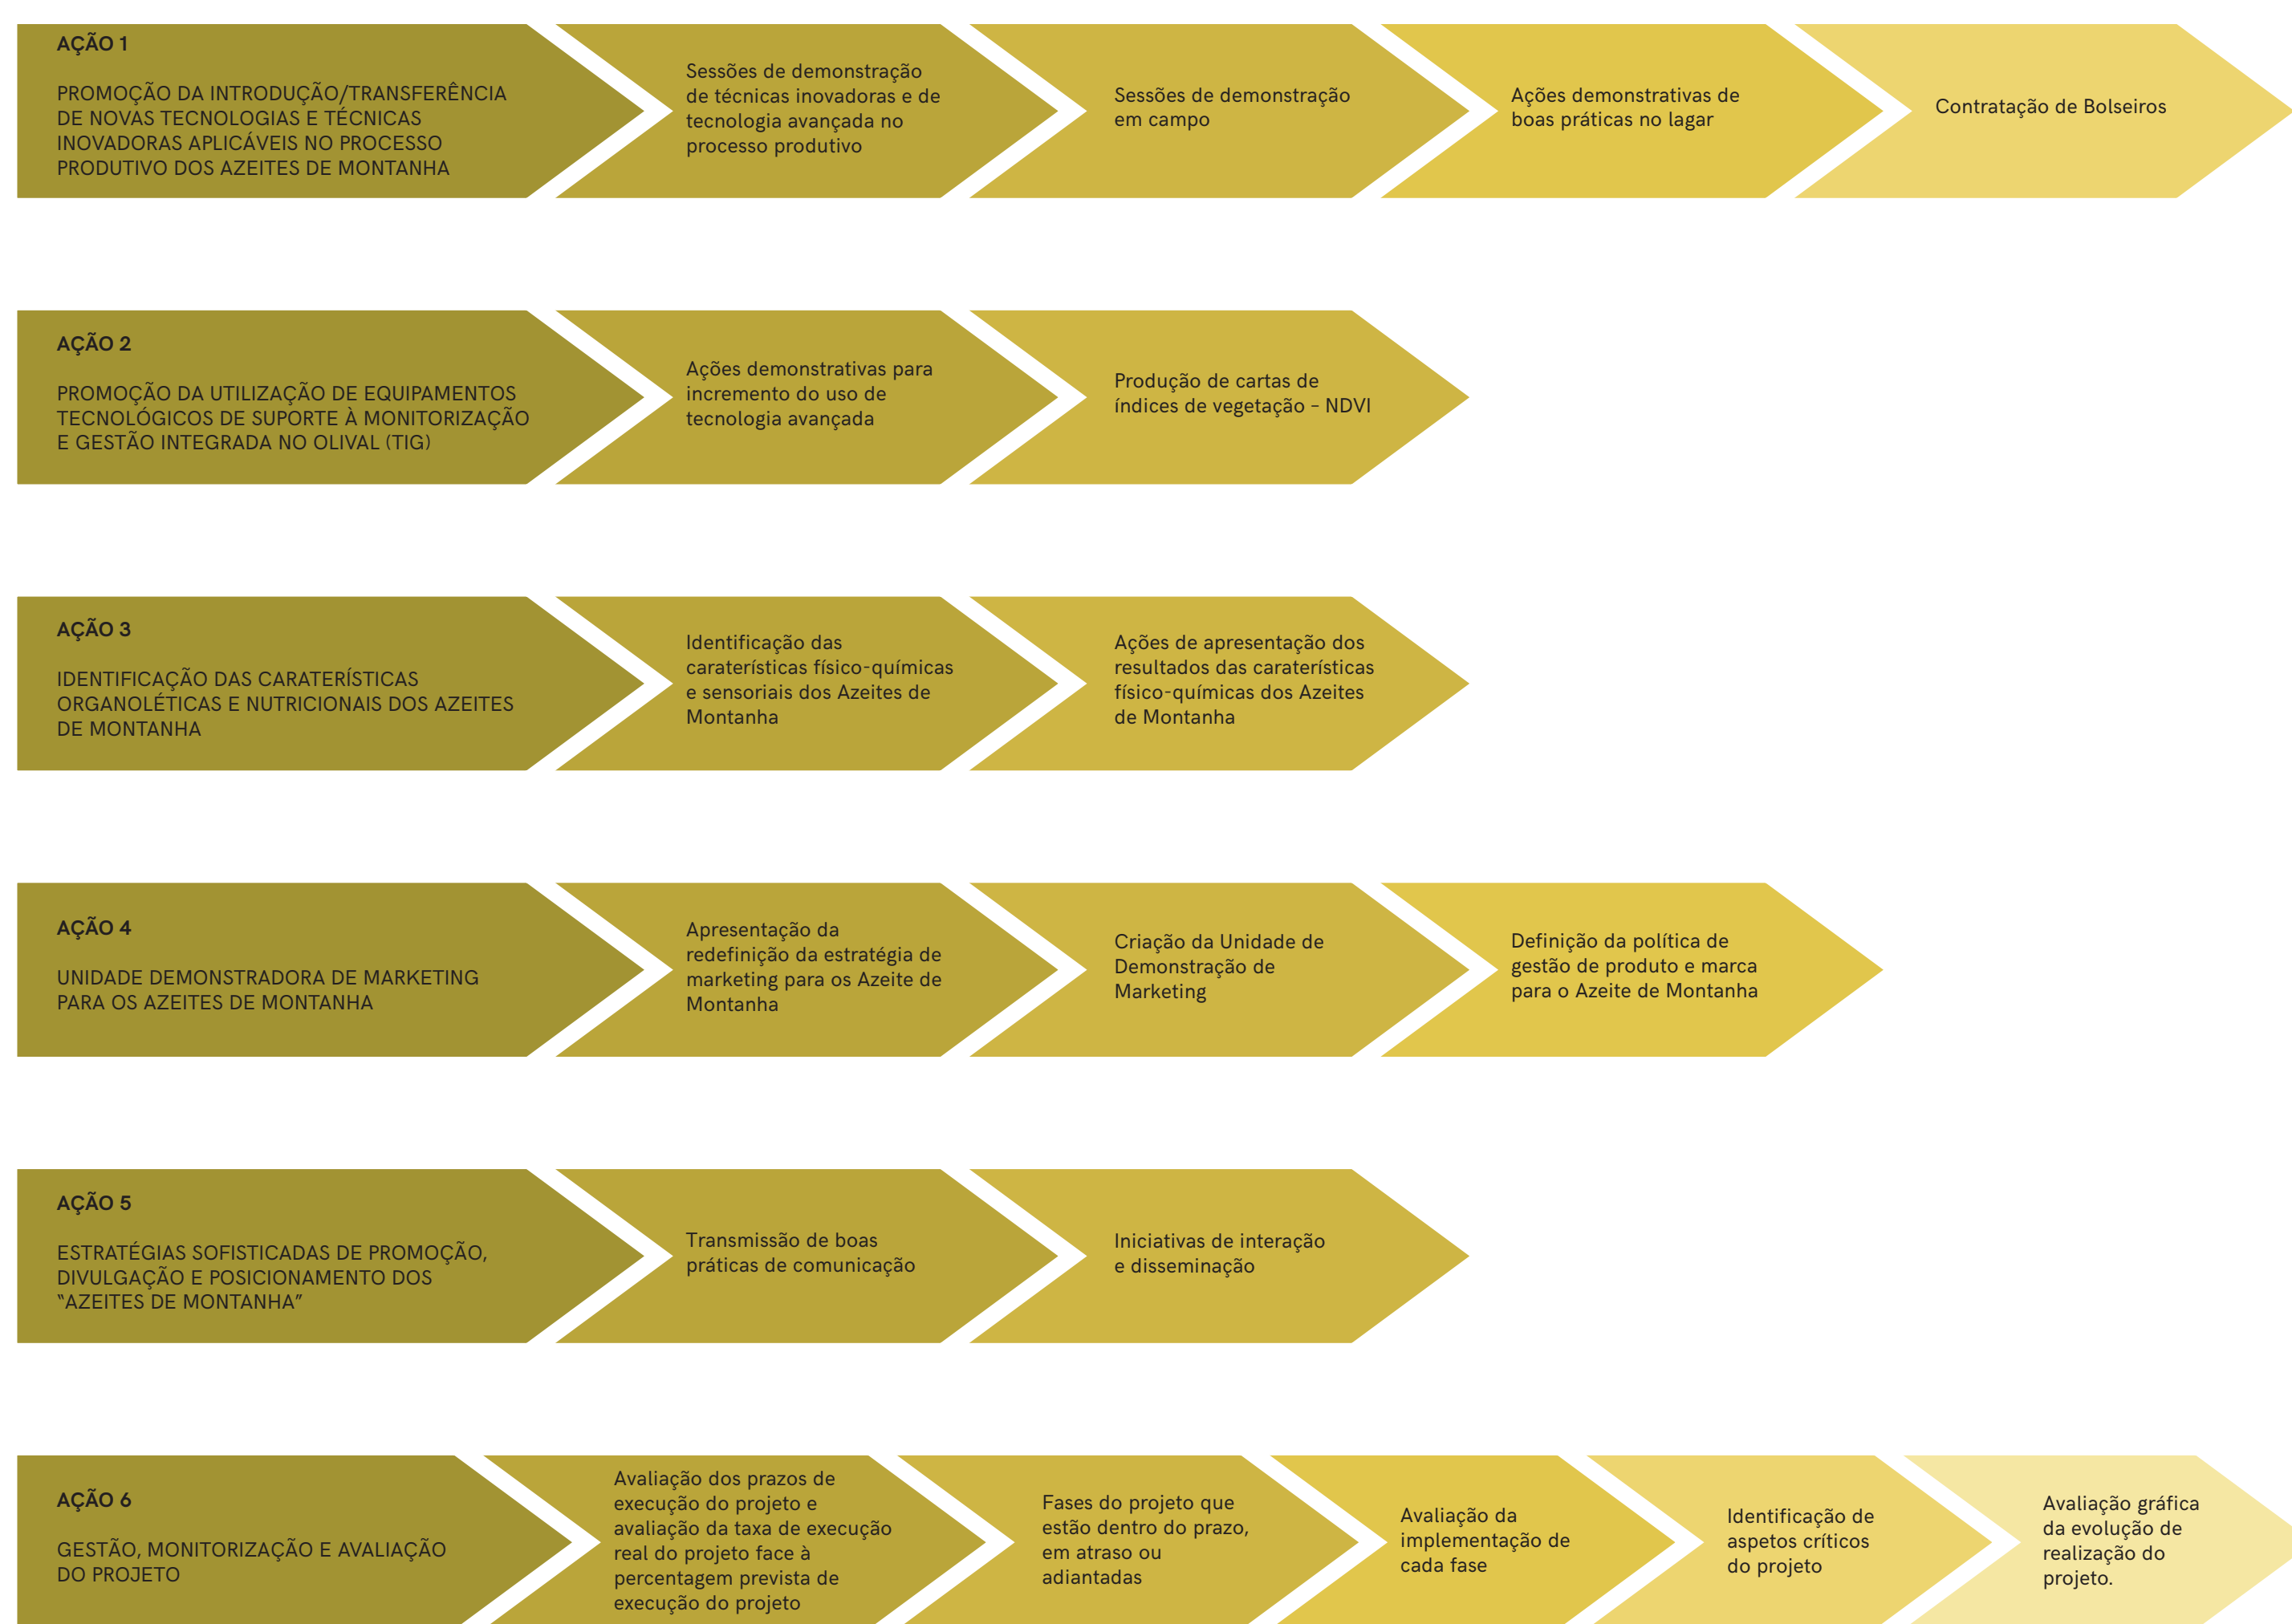 AÇÃO 1
PROMOÇÃO DA INTRODUÇÃO/TRANSFERÊNCIA
DE NOVAS TECNOLOGIAS E TÉCNICAS
INOVADORAS APLICÁVEIS NO PROCESSO
PRODUTIVO DOS AZEITES DE MONTANHA
Sessões de demonstração
de técnicas inovadoras e de
tecnologia avançada no
processo produtivo
Sessões de demonstração
em campo
Ações demonstrativas de
boas práticas no lagar
Contratação de Bolseiros
AÇÃO 2
PROMOÇÃO DA UTILIZAÇÃO DE EQUIPAMENTOS
TECNOLÓGICOS DE SUPORTE À MONITORIZAÇÃO
E GESTÃO INTEGRADA NO OLIVAL (TIG)
Ações demonstrativas para
incremento do uso de
tecnologia avançada
Produção de cartas de
índices de vegetação – NDVI
AÇÃO 3
IDENTIFICAÇÃO DAS CARATERÍSTICAS
ORGANOLÉTICAS E NUTRICIONAIS DOS AZEITES
DE MONTANHA
Identificação das
caraterísticas físico-químicas
e sensoriais dos Azeites de
Montanha
Ações de apresentação dos
resultados das caraterísticas
físico-químicas dos Azeites
de Montanha
AÇÃO 4
UNIDADE DEMONSTRADORA DE MARKETING
PARA OS AZEITES DE MONTANHA
Apresentação da
redefinição da estratégia de
marketing para os Azeite de
Montanha
Criação da Unidade de
Demonstração de
Marketing
Definição da política de
gestão de produto e marca
para o Azeite de Montanha
AÇÃO 5
ESTRATÉGIAS SOFISTICADAS DE PROMOÇÃO,
DIVULGAÇÃO E POSICIONAMENTO DOS
“AZEITES DE MONTANHA”
Transmissão de boas
práticas de comunicação
Iniciativas de interação
e disseminação
AÇÃO 6
GESTÃO, MONITORIZAÇÃO E AVALIAÇÃO
DO PROJETO
Avaliação dos prazos de
execução do projeto e
avaliação da taxa de execução
real do projeto face à
percentagem prevista de
execução do projeto
Fases do projeto que
estão dentro do prazo,
em atraso ou
adiantadas
Avaliação da
implementação de
cada fase
Identificação de
aspetos críticos
do projeto
Avaliação gráfica
da evolução de
realização do
projeto.